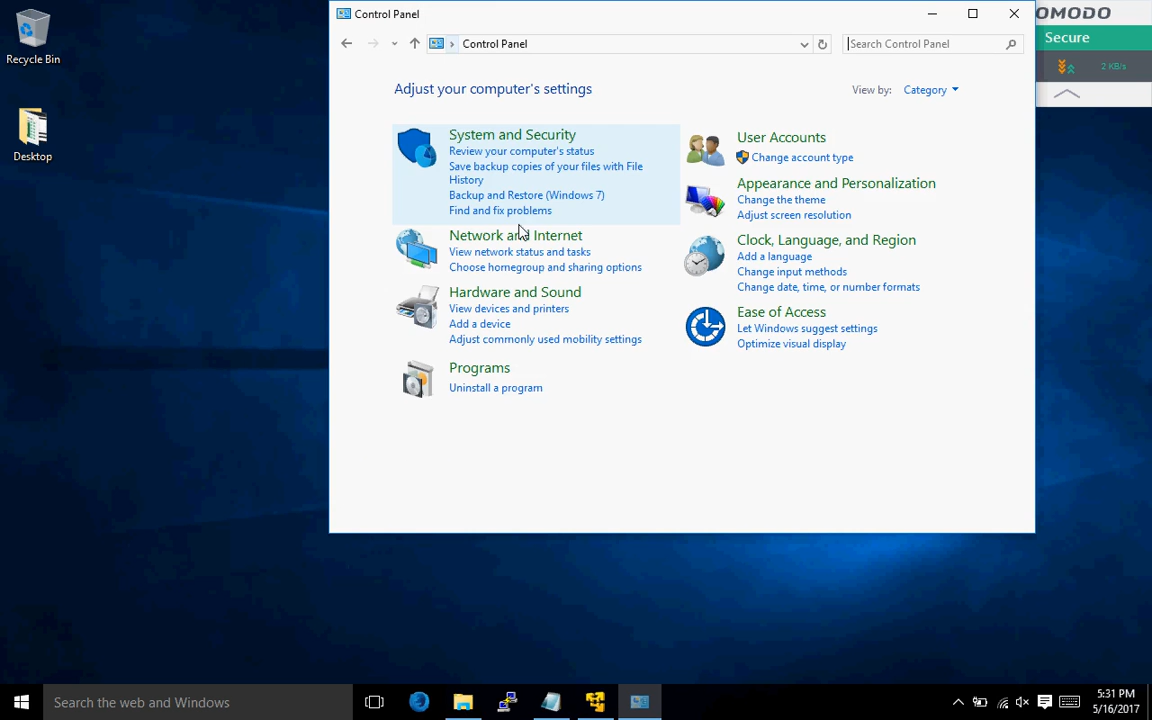 Recycle Bin
Desktop
Control Panel
Control Panel
Search Control Panel
Adjust your computer's settings
View by: Category
System and Security
Review your computer's status
Save backup copies of your files with File
History
Backup and Restore (Windows 7)
Find and fix problems
Network and Internet
View network status and tasks
Choose homegroup and sharing options
Hardware and Sound
View devices and printers
Add a device
Adjust commonly used mobility settings
Programs
Uninstall a program
User Accounts
Change account type
Appearance and Personalization
Change the theme
Adjust screen resolution
Clock, Language, and Region
Add a language
Change input methods
Change date, time, or number formats
Ease of Access
Let Windows suggest settings
Optimize visual display
OMODO
Secure
2 KB/s
Search the web and Windows
5:31 PM
5/16/2017